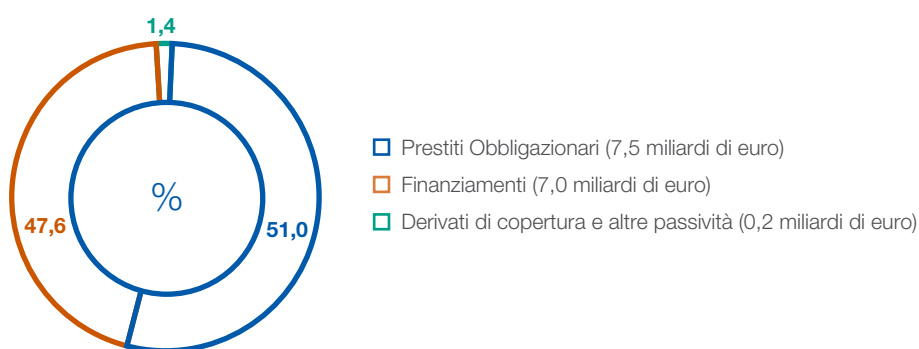 1,4
%
47,6
51,0
Prestiti Obbligazionari (7,5 miliardi di euro)
Finanziamenti (7,0 miliardi di euro)
Derivati di copertura e altre passività (0,2 miliardi di euro)